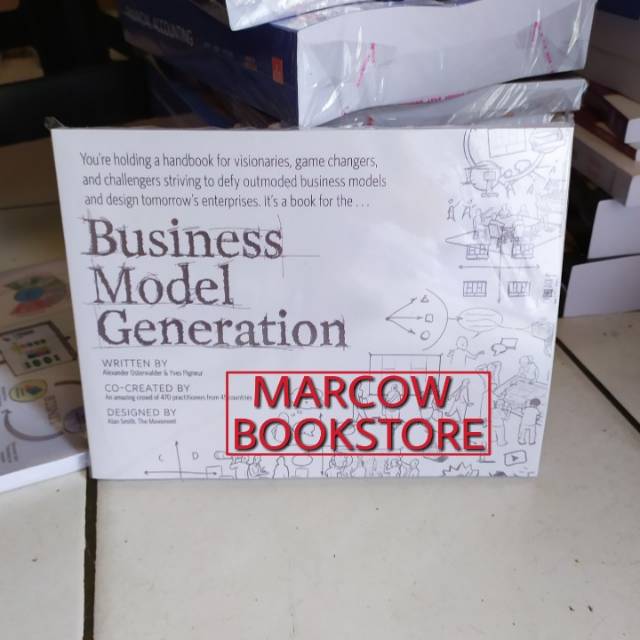 You're holding a handbook for visionaries, game changers,
and challengers striving to defy outmoded business models
and design tomorrow's enterprises. It's a book for the . . .
Business
Model
Generation
WRITTEN BY
Alexander Osterwalder & Yves Pigneur
CO-CREATED BY
An amazing crowd of 470 practitioners from 45 countries
DESIGNED BY
Alan Smith, The Movement
MARCOW
BOOKSTORE